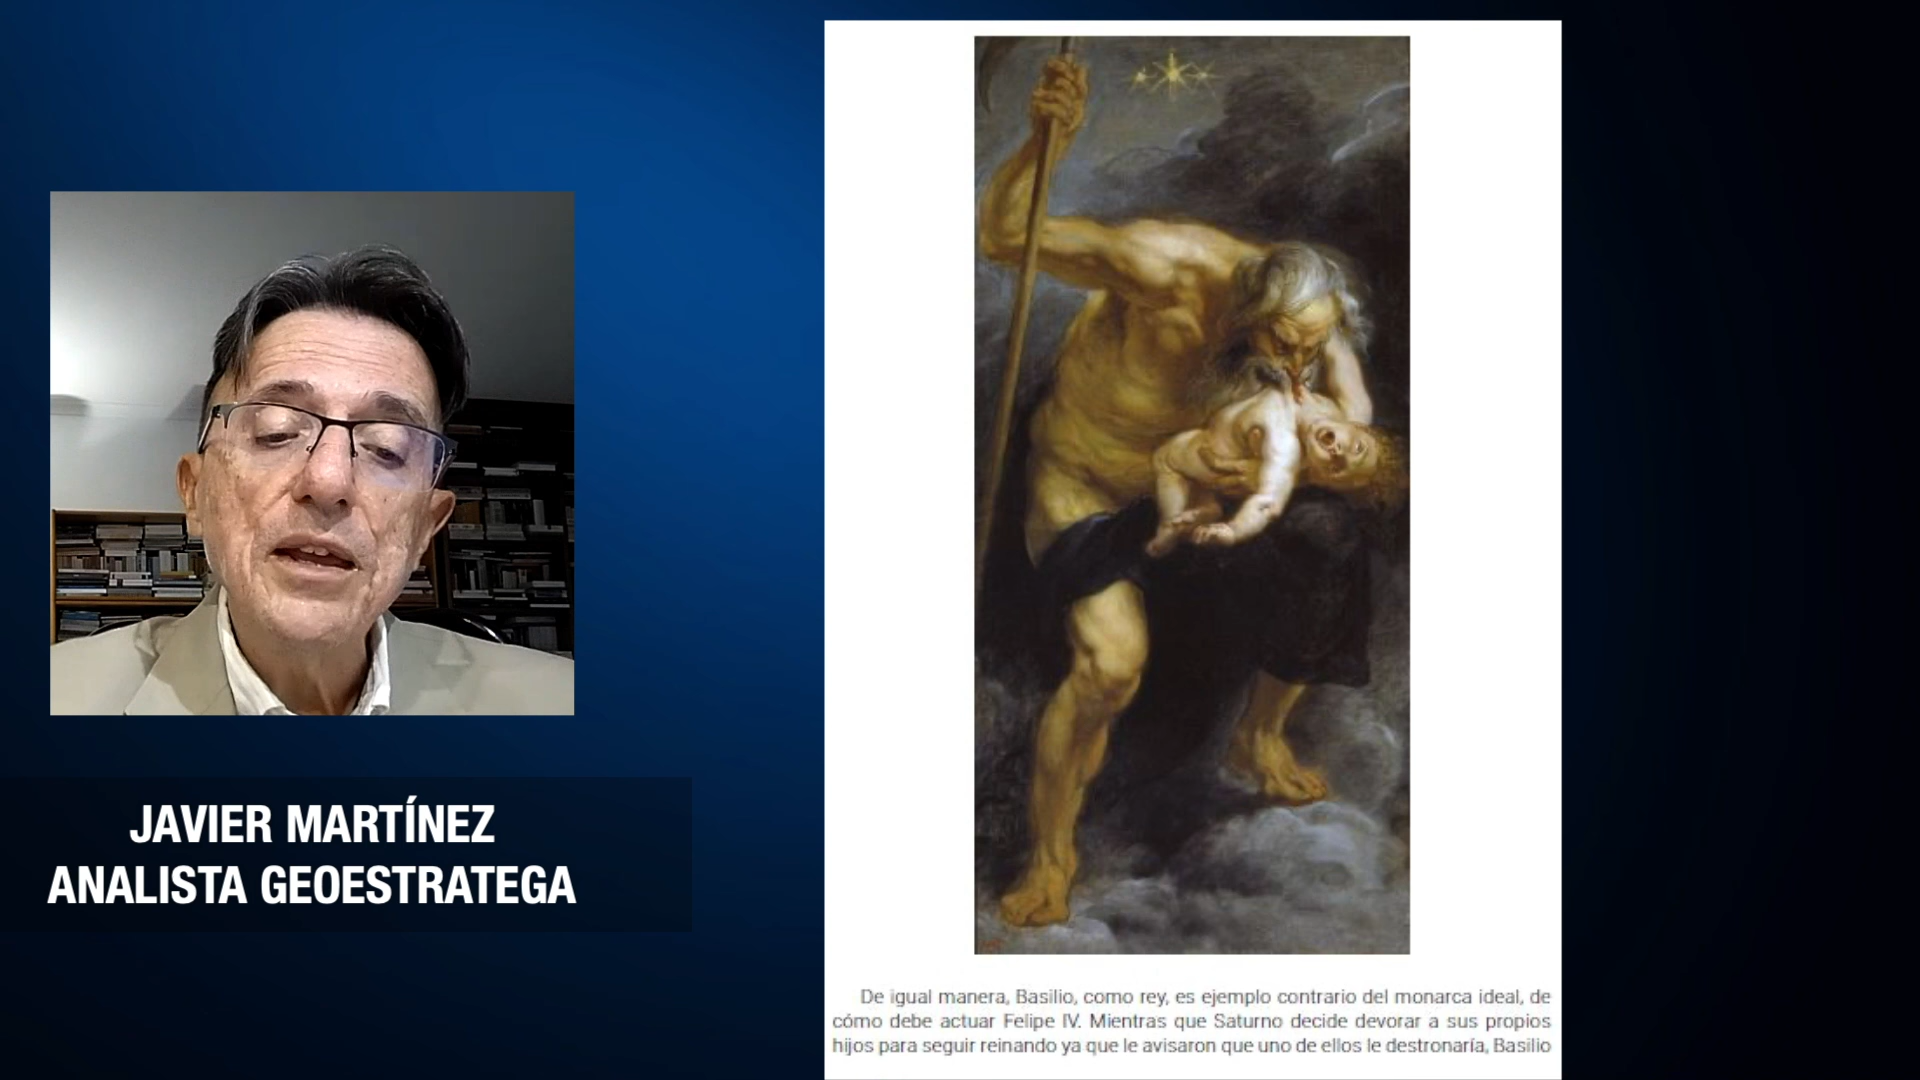 JAVIER MARTÍNEZ
ANALISTA GEOESTRATEGA
De igual manera, Basilio, como rey, es ejemplo contrario del monarca ideal, de
cómo debe actuar Felipe IV. Mientras que Saturno decide devorar a sus propios
hijos para seguir reinando ya que le avisaron que uno de ellos le destronaría, Basilio